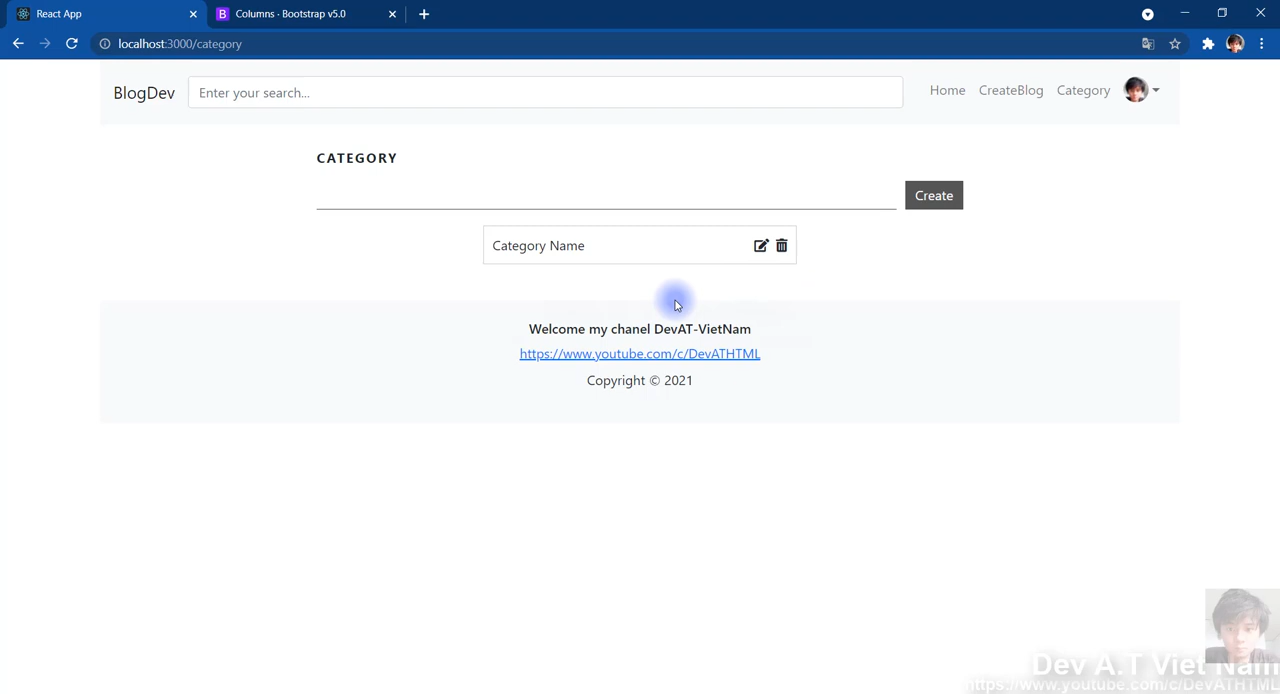 React App
B Columns · Bootstrap v5.0
localhost:3000/category
BlogDev
Enter your search...
Home
CreateBlog
Category
CATEGORY
Create
Category Name
Welcome my chanel DevAT-VietNam
https://www.youtube.com/c/DevATHTML
Copyright © 2021
Dev A.T Viet Nam
https://www.youtube.com/c/DevATHTML